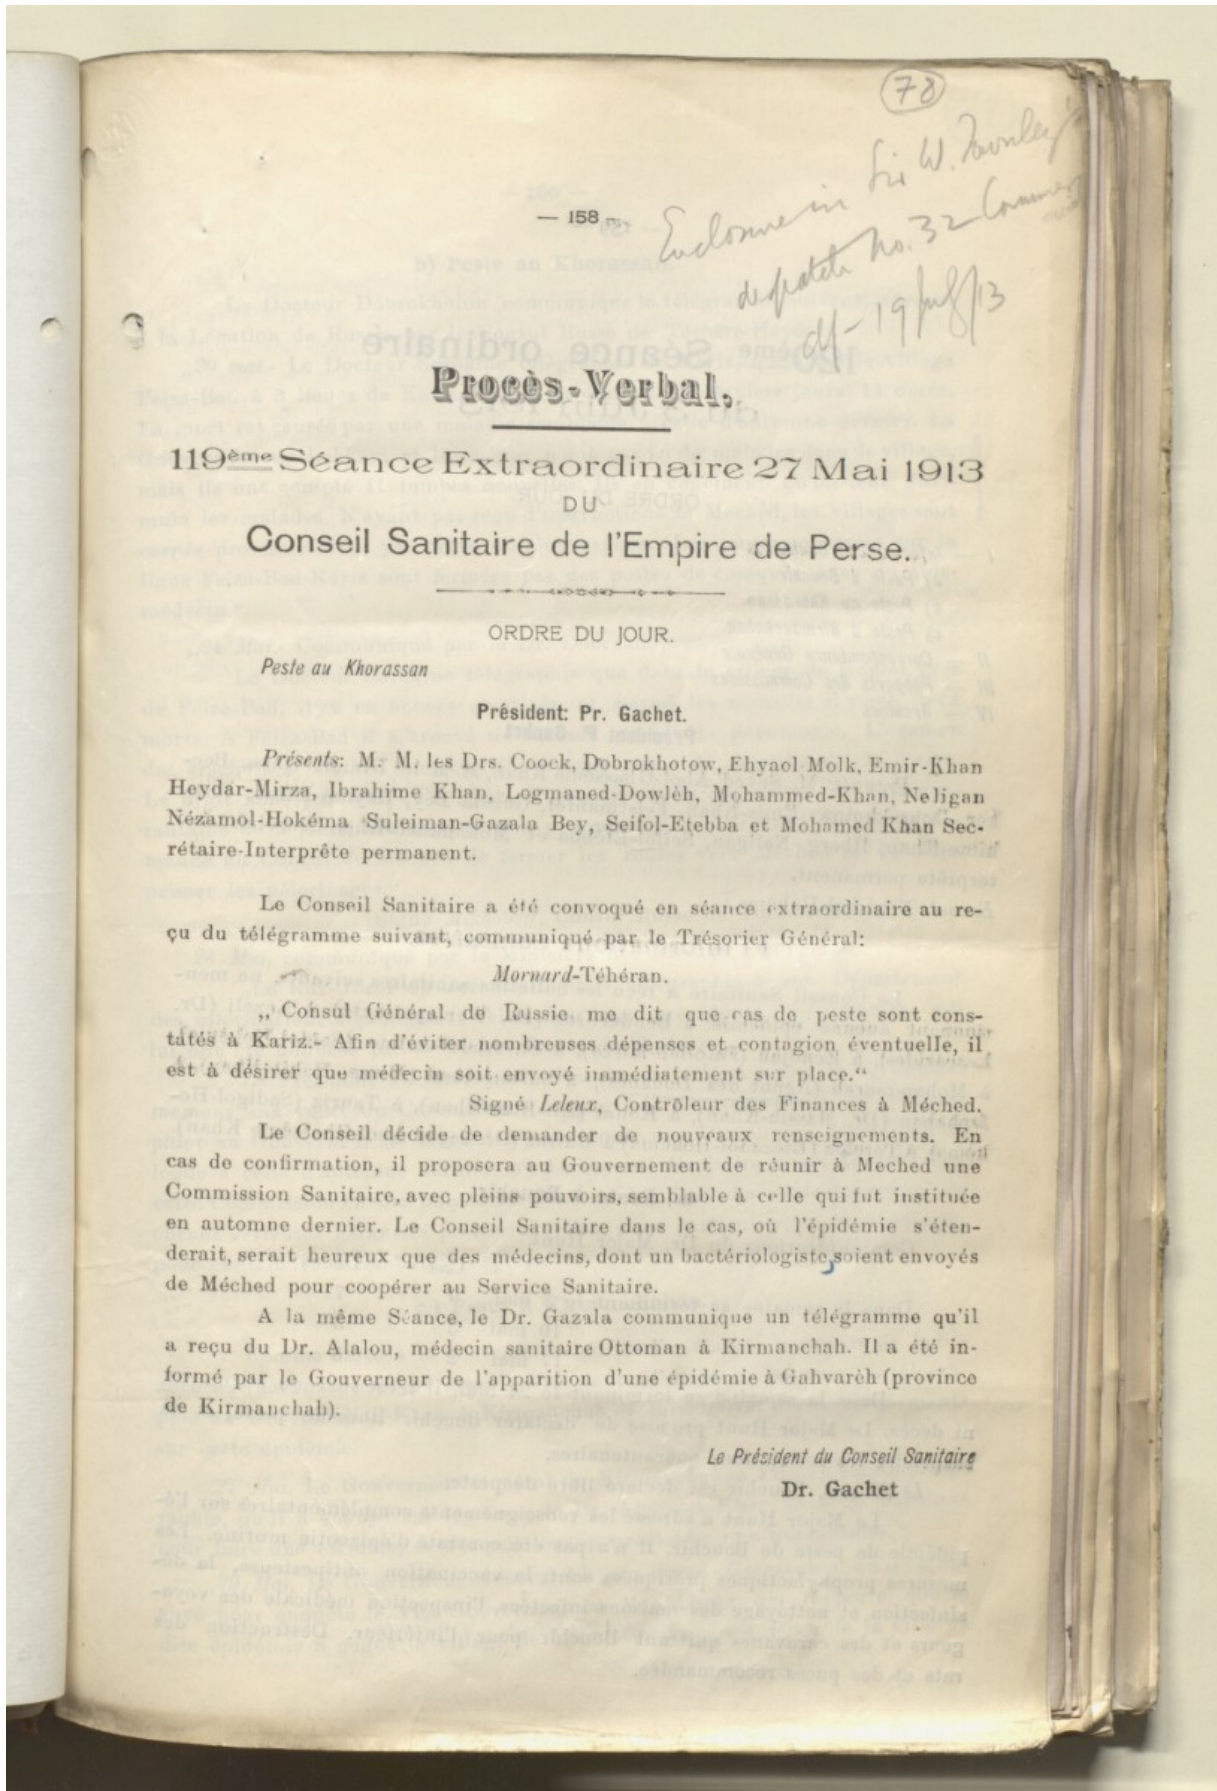 78
Enclosure in Sir W. Townley's
despatch No. 32 Commercial
df - 19 July/13
— 158 —
Procès-Verbal.
119ème Séance Extraordinaire 27 Mai 1913
DU
Conseil Sanitaire de l'Empire de Perse.
ORDRE DU JOUR.
Peste au Khorassan
Président: Pr. Gachet.
Présents: M. M. les Drs. Coock, Dobrokhotow, Ehyaol Molk, Emir-Khan
Heydar-Mirza, Ibrahime Khan, Logmaned-Dowléh, Mohammed-Khan, Neligan
Nézamol-Hokéma Suleiman-Gazala Bey, Seifol-Etebba et Mohamed Khan Sec-
rétaire-Interprête permanent.
Le Conseil Sanitaire a été convoqué en séance extraordinaire au re-
çu du télégramme suivant, communiqué par le Trésorier Général:
Mornard-Téhéran.
„ Consul Général de Russie me dit que cas de peste sont cons-
tatés à Kariz.- Afin d'éviter nombreuses dépenses et contagion éventuelle, il
est à désirer que médecin soit envoyé immédiatement sur place.“
Signé Leleux, Contrôleur des Finances à Méched.
Le Conseil décide de demander de nouveaux renseignements. En
cas de confirmation, il proposera au Gouvernement de réunir à Meched une
Commission Sanitaire, avec pleins pouvoirs, semblable à celle qui fut instituée
en automne dernier. Le Conseil Sanitaire dans le cas, où l'épidémie s'éten-
derait, serait heureux que des médecins, dont un bactériologiste, soient envoyés
de Méched pour coopérer au Service Sanitaire.
A la même Séance, le Dr. Gazala communique un télégramme qu'il
a reçu du Dr. Alalou, médecin sanitaire Ottoman à Kirmanchah. Il a été in-
formé par le Gouverneur de l'apparition d'une épidémie à Gahvarèh (province
de Kirmanchah).
Le Président du Conseil Sanitaire
Dr. Gachet